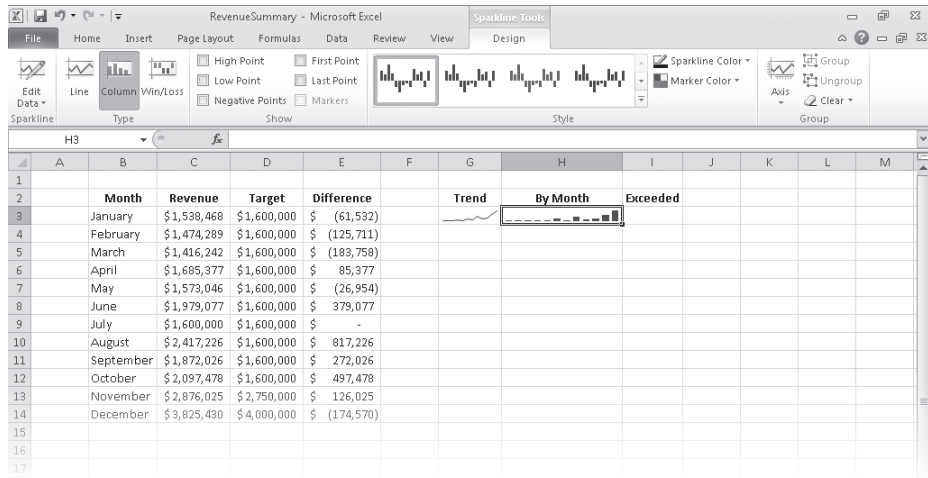 RevenueSummary - Microsoft Excel
Sparkline Tools
File Home Insert Page Layout Formulas Data Review View Design
Edit Data
Line
Column
Win/Loss
High Point
Low Point
Negative Points
First Point
Last Point
Markers
Sparkline Color
Marker Color
Axis
Group
Ungroup
Clear
Sparkline Type Show Style Group
H3 fx
A B C D E F G H I J K L M
1
2 Month Revenue Target Difference Trend By Month Exceeded
3 January $1,538,468 $1,600,000 $ (61,532)
4 February $1,474,289 $1,600,000 $ (125,711)
5 March $1,416,242 $1,600,000 $ (183,758)
6 April $1,685,377 $1,600,000 $ 85,377
7 May $1,573,046 $1,600,000 $ (26,954)
8 June $1,979,077 $1,600,000 $ 379,077
9 July $1,600,000 $1,600,000 $ -
10 August $2,417,226 $1,600,000 $ 817,226
11 September $1,872,026 $1,600,000 $ 272,026
12 October $2,097,478 $1,600,000 $ 497,478
13 November $2,876,025 $2,750,000 $ 126,025
14 December $3,825,430 $4,000,000 $ (174,570)
15
16
17